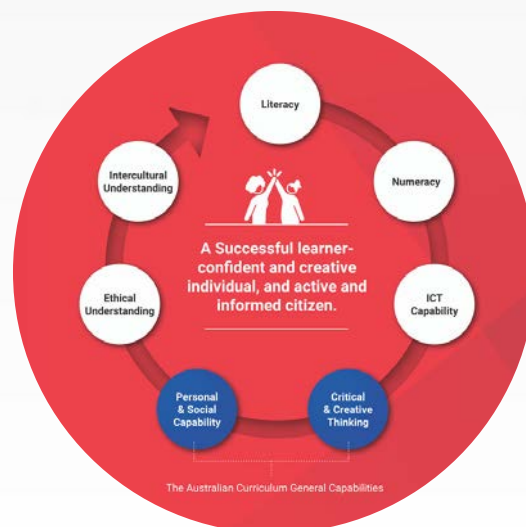 Literacy
Numeracy
ICT
Capability
Critical
& Creative
Thinking
Personal
& Social
Capability
Ethical
Understanding
Intercultural
Understanding
A Successful learner-
confident and creative
individual, and active and
informed citizen.
The Australian Curriculum General Capabilities